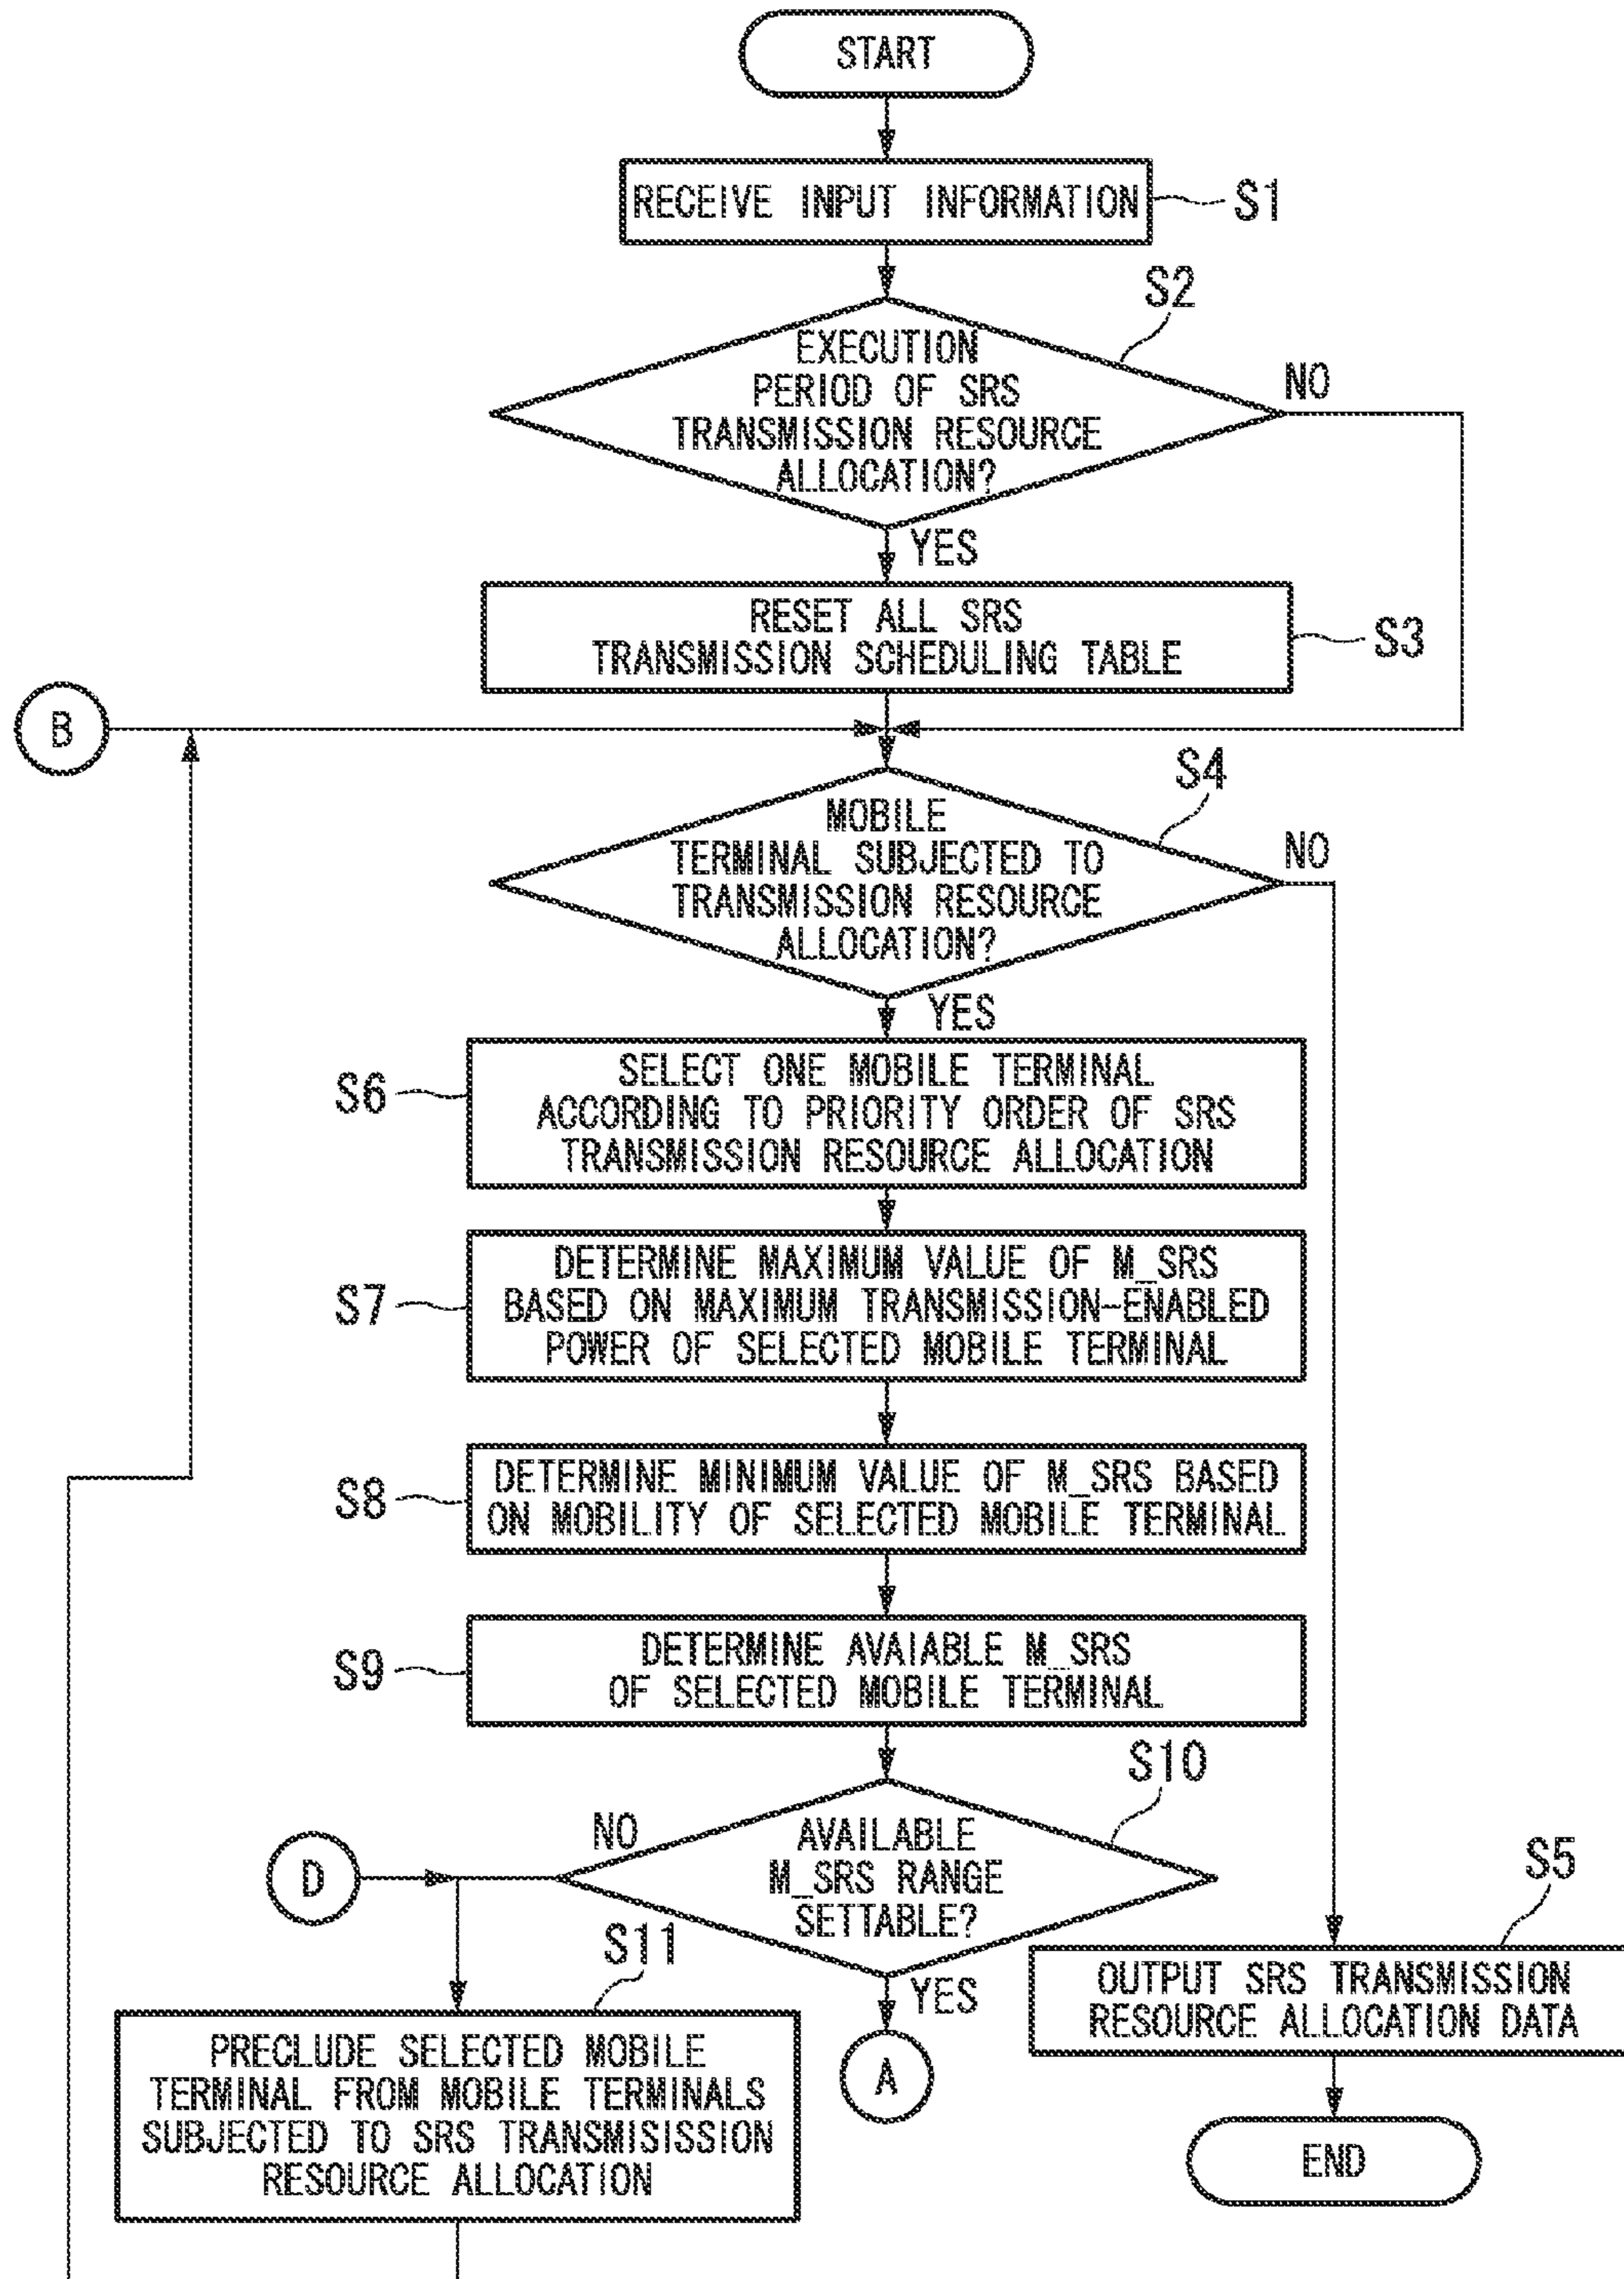 START
RECEIVE INPUT INFORMATION
S1
S2
EXECUTION
PERIOD OF SRS
TRANSMISSION RESOURCE
ALLOCATION?
NO
YES
RESET ALL SRS
TRANSMISSION SCHEDULING TABLE
S3
B
S4
MOBILE
TERMINAL SUBJECTED TO
TRANSMISSION RESOURCE
ALLOCATION?
NO
YES
S6
SELECT ONE MOBILE TERMINAL
ACCORDING TO PRIORITY ORDER OF SRS
TRANSMISSION RESOURCE ALLOCATION
S7
DETERMINE MAXIMUM VALUE OF M_SRS
BASED ON MAXIMUM TRANSMISSION-ENABLED
POWER OF SELECTED MOBILE TERMINAL
S8
DETERMINE MINIMUM VALUE OF M_SRS BASED
ON MOBILITY OF SELECTED MOBILE TERMINAL
S9
DETERMINE AVAIABLE M_SRS
OF SELECTED MOBILE TERMINAL
S10
NO
AVAILABLE
M_SRS RANGE
SETTABLE?
D
YES
A
S5
OUTPUT SRS TRANSMISSION
RESOURCE ALLOCATION DATA
S11
PRECLUDE SELECTED MOBILE
TERMINAL FROM MOBILE TERMINALS
SUBJECTED TO SRS TRANSMISISSION
RESOURCE ALLOCATION
END